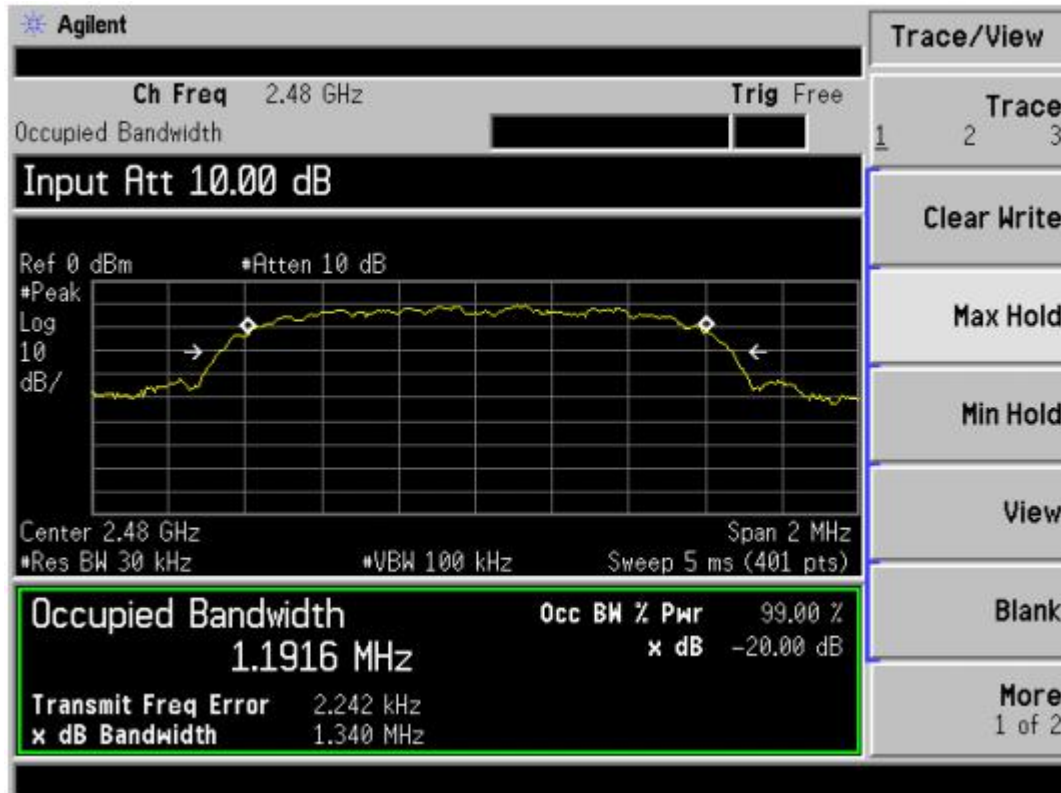 Agilent
Trace/View
Ch Freq 2.48 GHz Trig Free
Occupied Bandwidth
Trace
1 2 3
Input Att 10.00 dB
Clear Write
Ref 0 dBm #Atten 10 dB
#Peak
Log
10
dB/
Max Hold
Min Hold
View
Center 2.48 GHz Span 2 MHz
#Res BW 30 kHz #VBW 100 kHz Sweep 5 ms (401 pts)
Occupied Bandwidth
1.1916 MHz
Occ BW % Pwr 99.00 %
x dB -20.00 dB
Blank
Transmit Freq Error 2.242 kHz
x dB Bandwidth 1.340 MHz
More
1 of 2